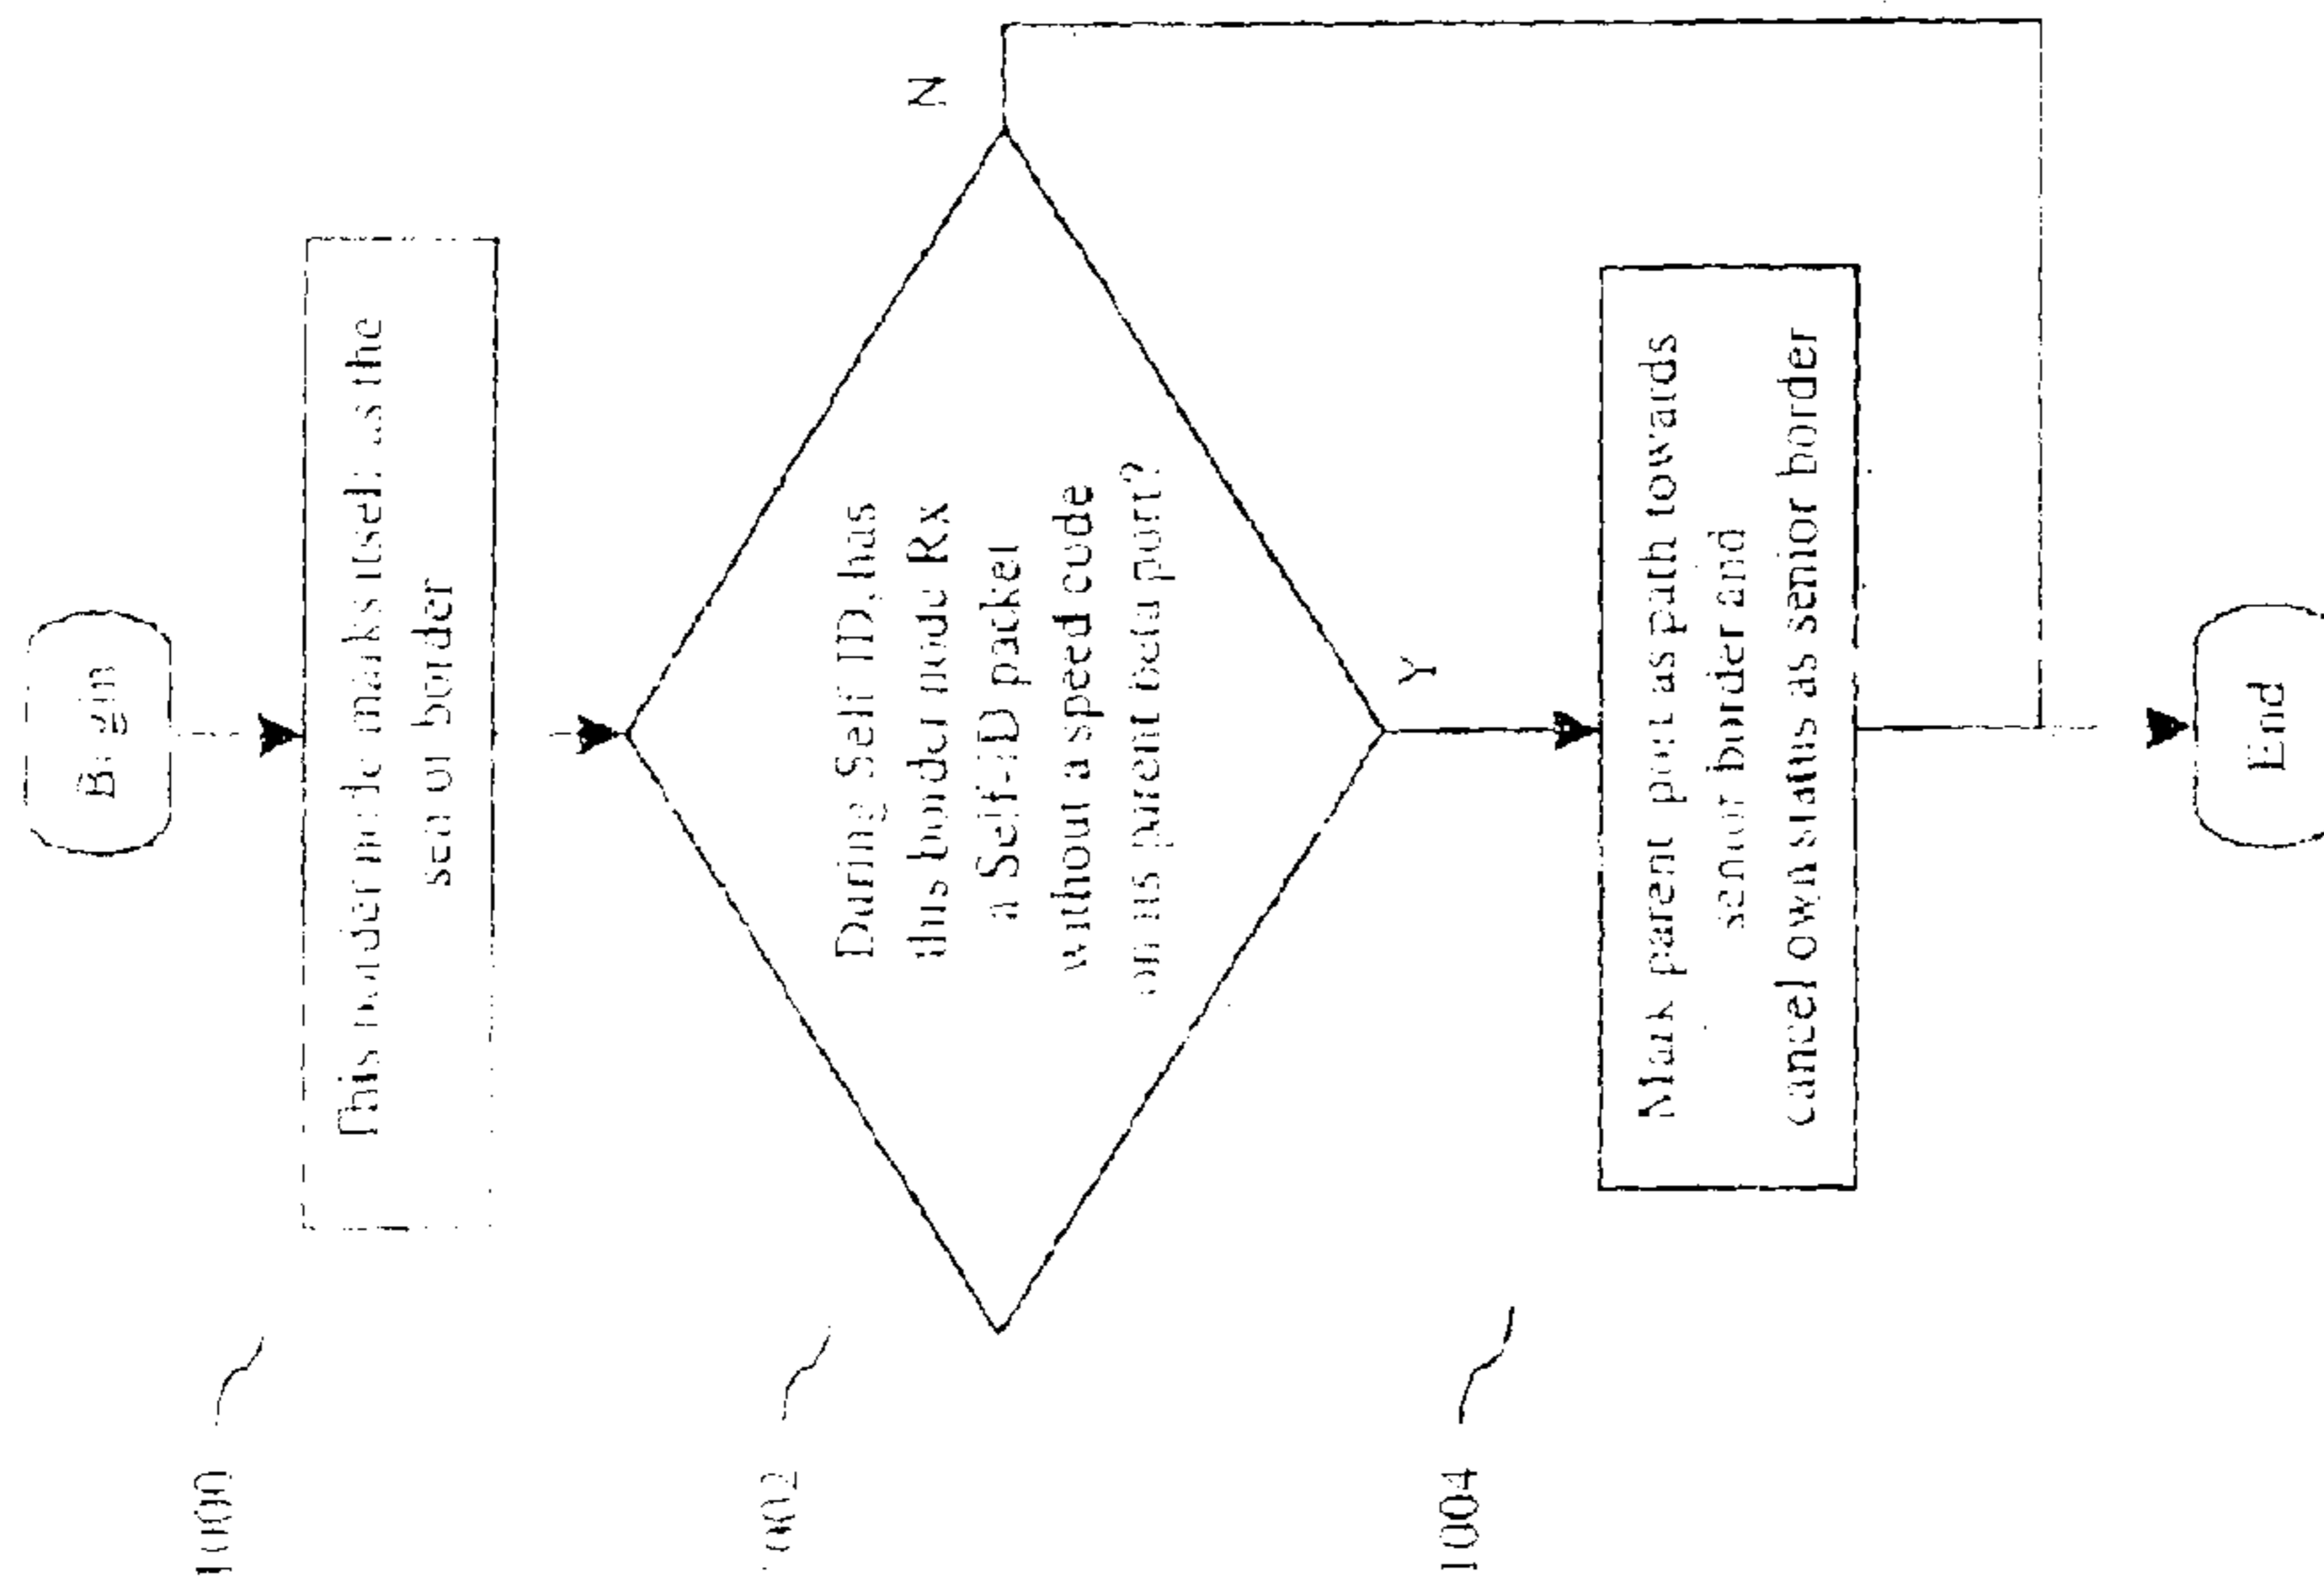 Begin
1000
This border node marks itself as the
senior border
1002
During Self-ID, has
this border node Rx
a Self-ID packet
without a speed code
on its parent beta port?
N
Y
1004
Mark parent port as path towards
senior border and
cancel own status as senior border
End